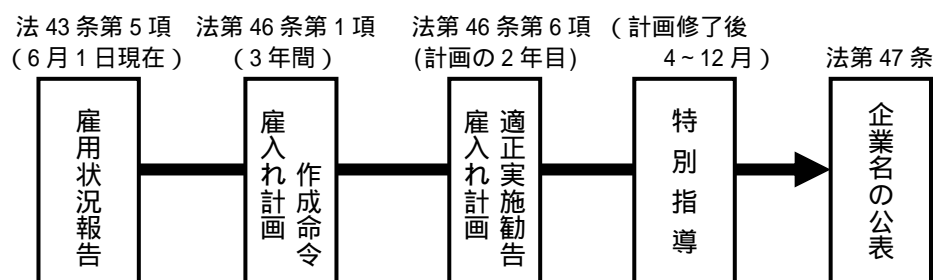 法 43 条第 5 項
(6 月 1 日現在)
法第 46 条第 1 項
(3 年間)
法第 46 条第 6 項
(計画の 2 年目)
(計画修了後
4~12 月)
法第 47 条
雇用状況報告
雇入れ計画
作成命令
雇入れ計画
適正実施勧告
特別指導
企業名の公表